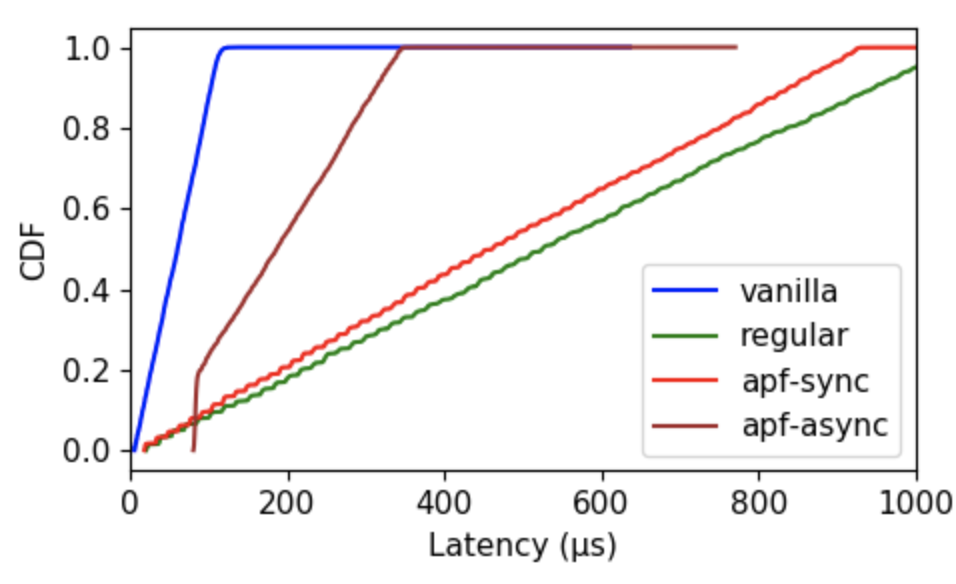 1.0
0.8
0.6
0.4
0.2
0.0
CDF
vanilla
regular
apf-sync
apf-async
0 200 400 600 800 1000
Latency (μs)